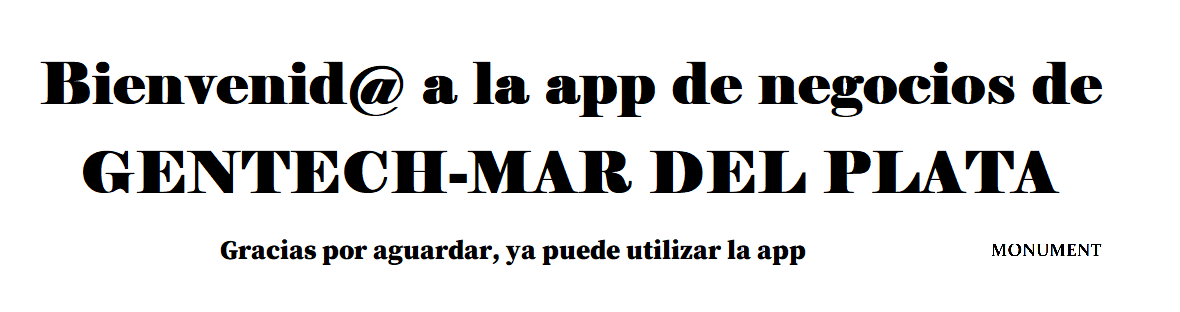 Bienvenid@ a la app de negocios de
GENTECH-MAR DEL PLATA
Gracias por aguardar, ya puede utilizar la app
MONUMENT